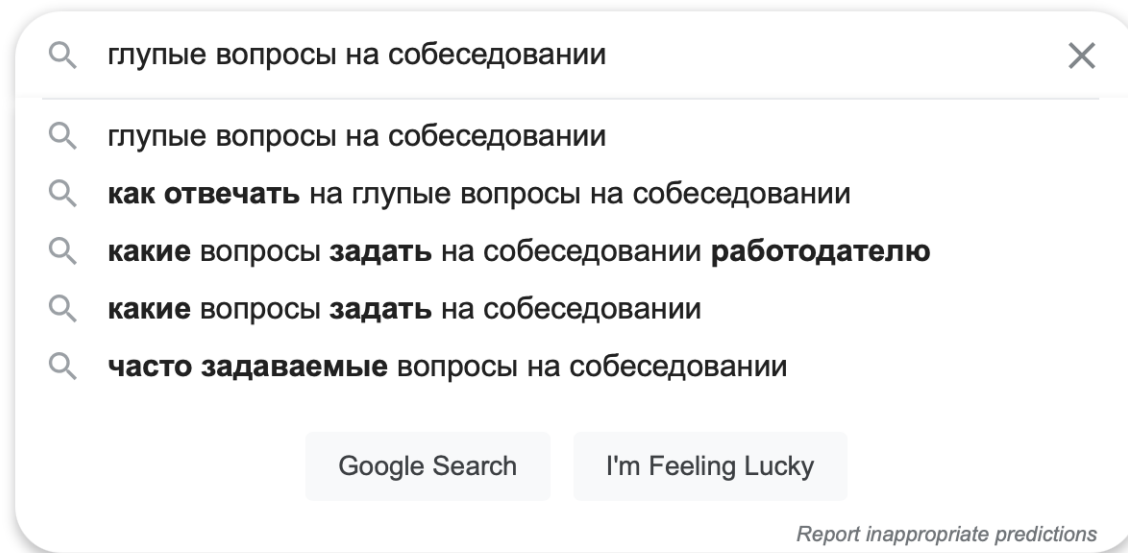 глупые вопросы на собеседовании
глупые вопросы на собеседовании
как отвечать на глупые вопросы на собеседовании
какие вопросы задать на собеседовании работодателю
какие вопросы задать на собеседовании
часто задаваемые вопросы на собеседовании
Google Search I'm Feeling Lucky
Report inappropriate predictions